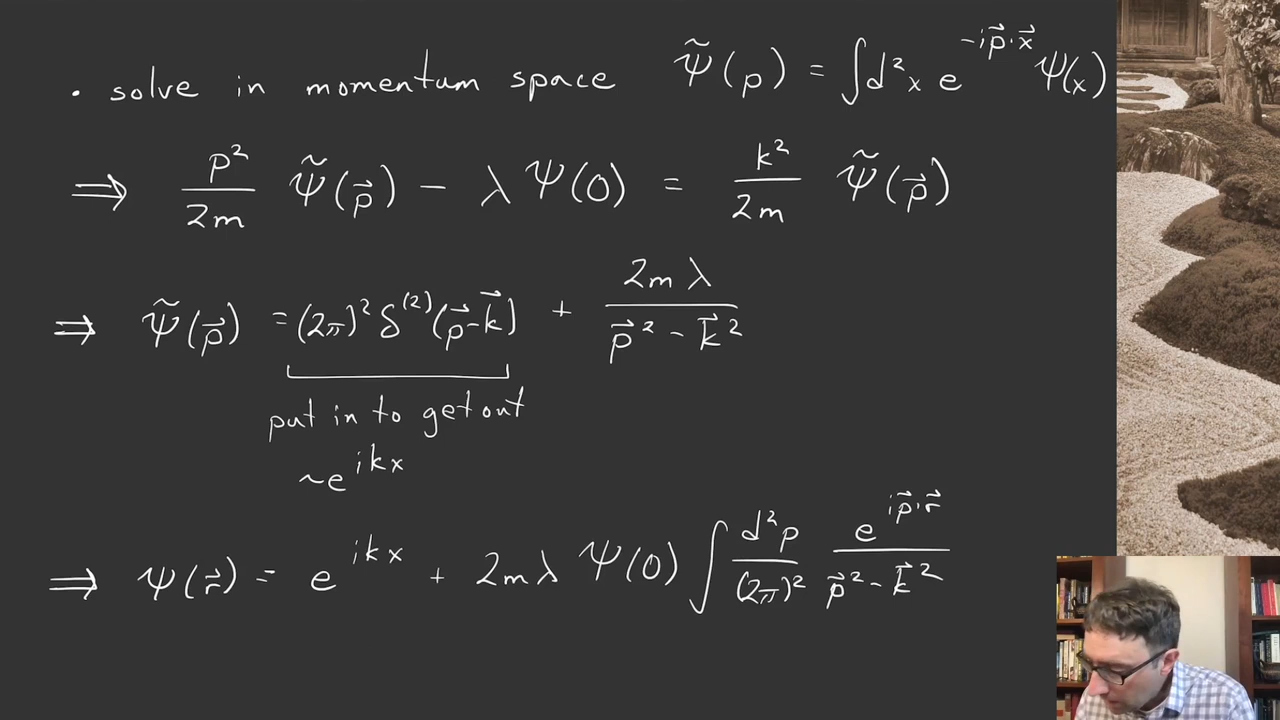 • solve in momentum space ψ̃(p) = ∫d²x e^{-ip⃗·x⃗} ψ(x)
⇒ p²/2m ψ̃(p⃗) − λ ψ(0) = k²/2m ψ̃(p⃗)
⇒ ψ̃(p⃗) = (2π)² δ⁽²⁾(p⃗−k⃗) + 2mλ/(p⃗² − k⃗²)
put in to get out
~e^{ikx}
⇒ ψ(r⃗) = e^{ikx} + 2mλ ψ(0) ∫ d²p/(2π)² e^{ip⃗·r⃗}/(p⃗² − k⃗²)